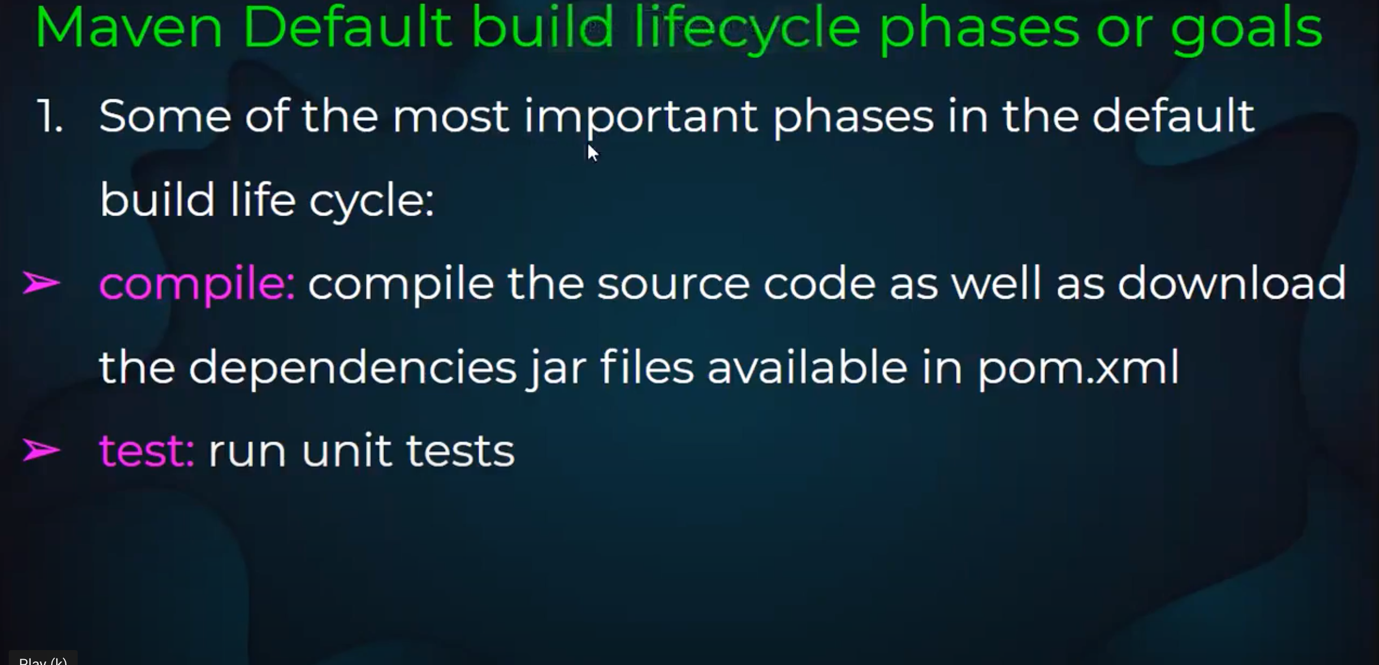 Maven Default build lifecycle phases or goals
1. Some of the most important phases in the default
build life cycle:
➢ compile: compile the source code as well as download
the dependencies jar files available in pom.xml
➢ test: run unit tests
Play (k)